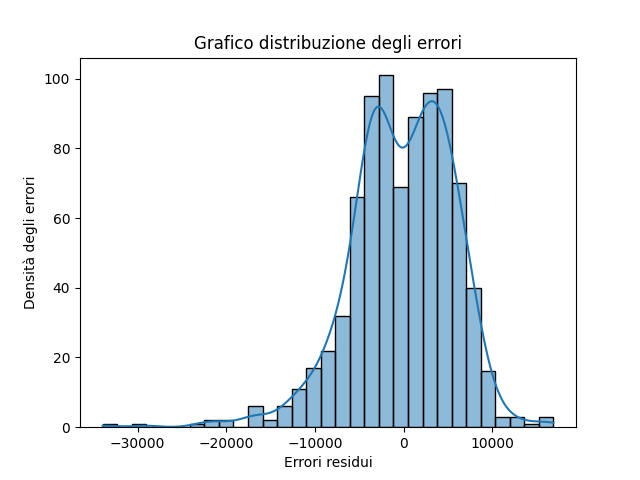 Grafico distribuzione degli errori
100
80
60
40
20
0
Densità degli errori
−30000 −20000 −10000 0 10000
Errori residui